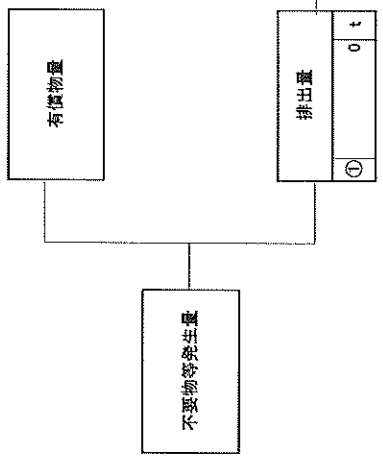 不要物等発生量
有償物量
排出量
① 0 t